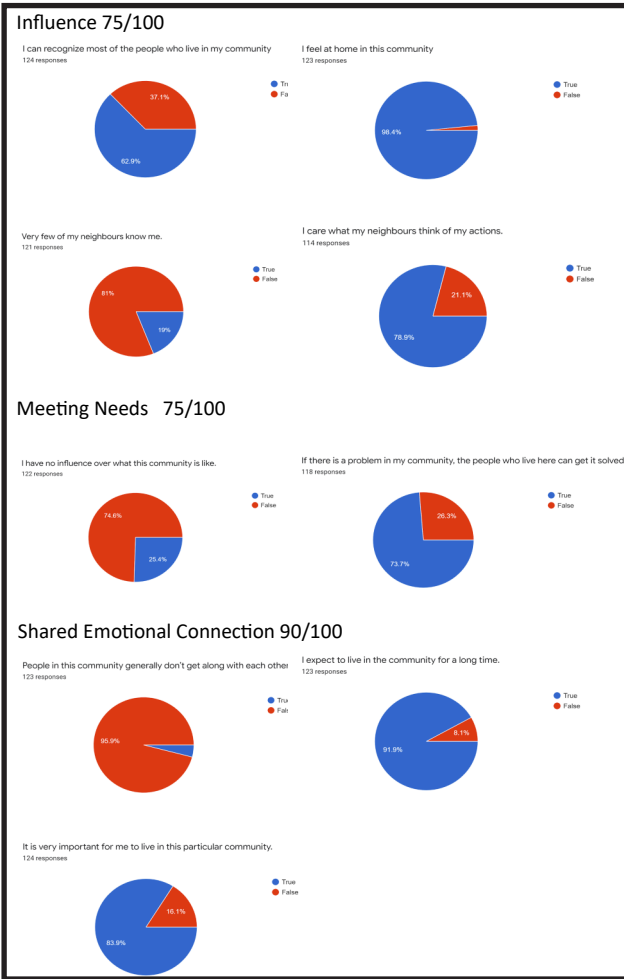 Influence 75/100
I can recognize most of the people who live in my community
124 responses
True
Fa
37.1%
62.9%
I feel at home in this community
123 responses
True
False
98.4%
Very few of my neighbours know me.
121 responses
True
False
81%
19%
I care what my neighbours think of my actions.
114 responses
True
False
21.1%
78.9%
Meeting Needs 75/100
I have no influence over what this community is like.
122 responses
True
False
74.6%
25.4%
If there is a problem in my community, the people who live here can get it solved
118 responses
True
False
26.3%
73.7%
Shared Emotional Connection 90/100
People in this community generally don't get along with each other
123 responses
True
Fals
95.9%
I expect to live in the community for a long time.
123 responses
True
False
8.1%
91.9%
It is very important for me to live in this particular community.
124 responses
True
False
16.1%
83.9%